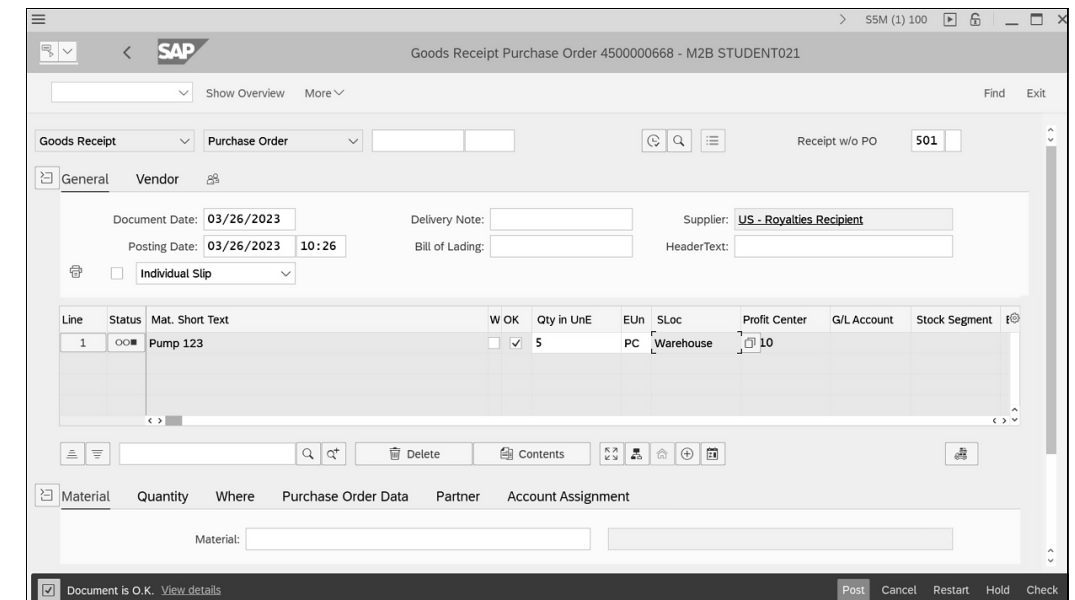 S5M (1) 100
SAP Goods Receipt Purchase Order 4500000668 - M2B STUDENT021
Show Overview More Find Exit
Goods Receipt Purchase Order Receipt w/o PO 501
General Vendor
Document Date: 03/26/2023 Delivery Note: Supplier: US - Royalties Recipient
Posting Date: 03/26/2023 10:26 Bill of Lading: HeaderText:
Individual Slip
Line Status Mat. Short Text W OK Qty in UnE EUn SLoc Profit Center G/L Account Stock Segment
1 Pump 123 5 PC Warehouse 10
Delete Contents
Material Quantity Where Purchase Order Data Partner Account Assignment
Material:
Document is O.K. View details Post Cancel Restart Hold Check